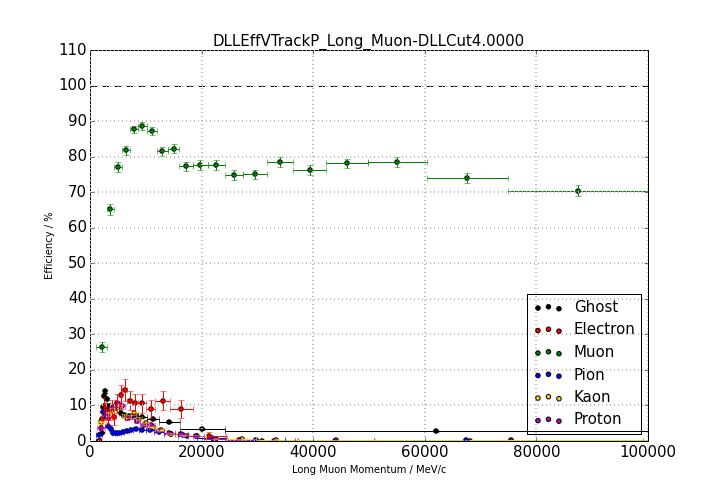 DLLEffVTrackP_Long_Muon-DLLCut4.0000
110
100
90
80
70
60
50
40
30
20
10
0
Efficiency / %
Ghost
Electron
Muon
Pion
Kaon
Proton
0 20000 40000 60000 80000 100000
Long Muon Momentum / MeV/c